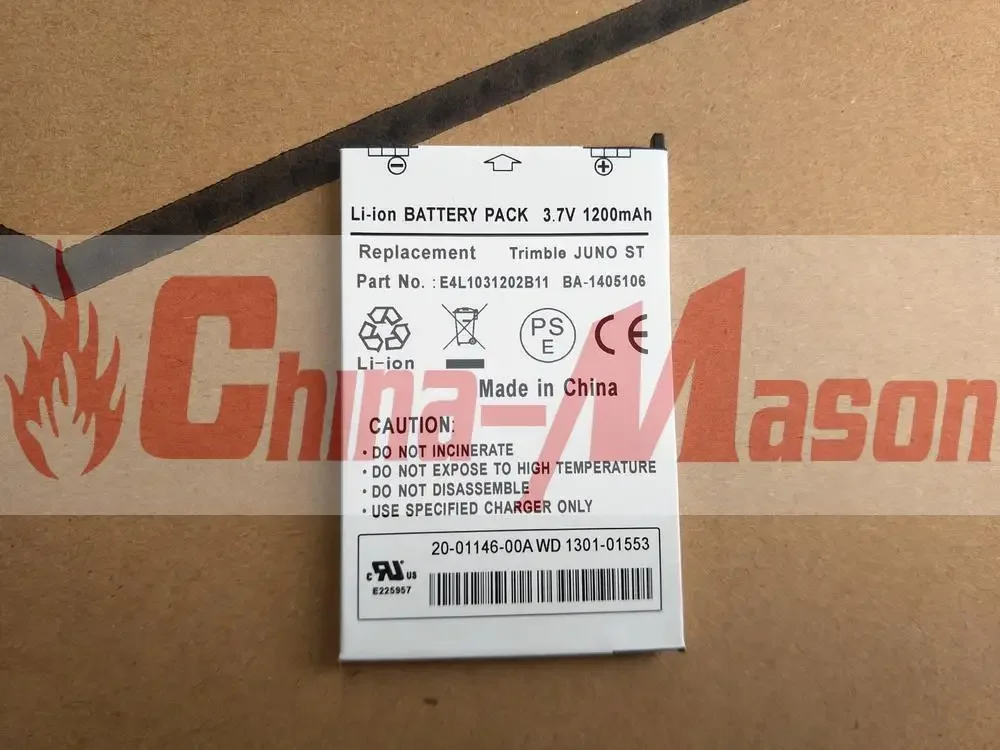 Li-ion BATTERY PACK 3.7V 1200mAh
Replacement Trimble JUNO ST
Part No. : E4L1031202B11 BA-1405106
Li-ion
PS
E
CE
Made in China
China-Mason
CAUTION:
• DO NOT INCINERATE
• DO NOT EXPOSE TO HIGH TEMPERATURE
• DO NOT DISASSEMBLE
• USE SPECIFIED CHARGER ONLY
20-01146-00A WD 1301-01553
c RU us
E225957